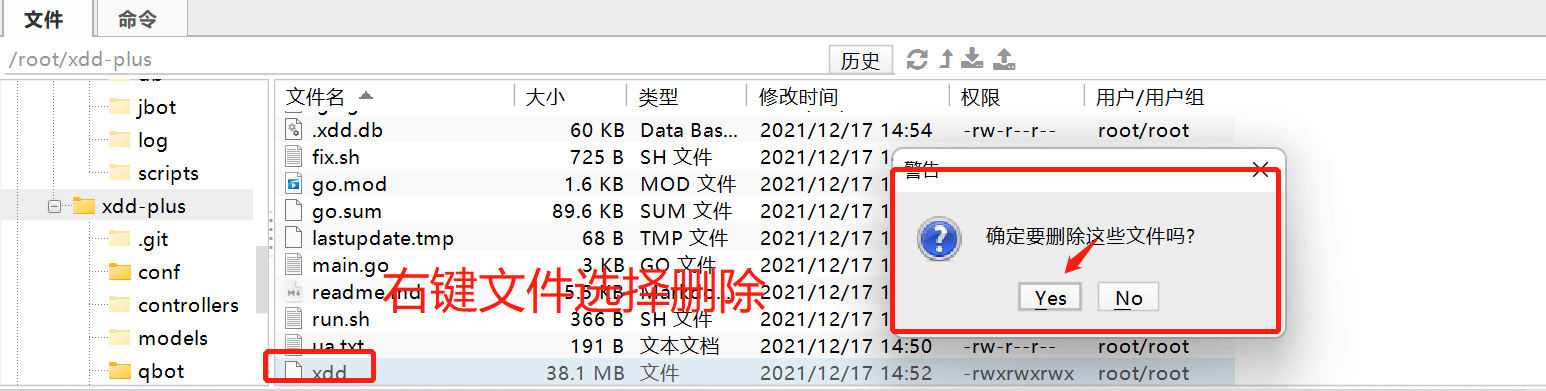 文件 命令
/root/xdd-plus 历史
文件名 大小 类型 修改时间 权限 用户/用户组
jbot
log
scripts
xdd-plus
.git
conf
controllers
models
qbot
.xdd.db 60 KB Data Bas... 2021/12/17 14:54 -rw-r--r-- root/root
fix.sh 725 B SH 文件 2021/12/17 1
go.mod 1.6 KB MOD 文件 2021/12/17 1
go.sum 89.6 KB SUM 文件 2021/12/17 1
lastupdate.tmp 68 B TMP 文件 2021/12/17 1
main.go 3 KB GO 文件 2021/12/17 1
readme.md 5.5 KB Markdo... 2021/12/17 1
run.sh 366 B SH 文件 2021/12/17 1
ua.txt 191 B 文本文档 2021/12/17 14:50 -rw-r--r-- root/root
xdd 38.1 MB 文件 2021/12/17 14:52 -rwxrwxrwx root/root
右键文件选择删除
警告
确定要删除这些文件吗?
Yes No